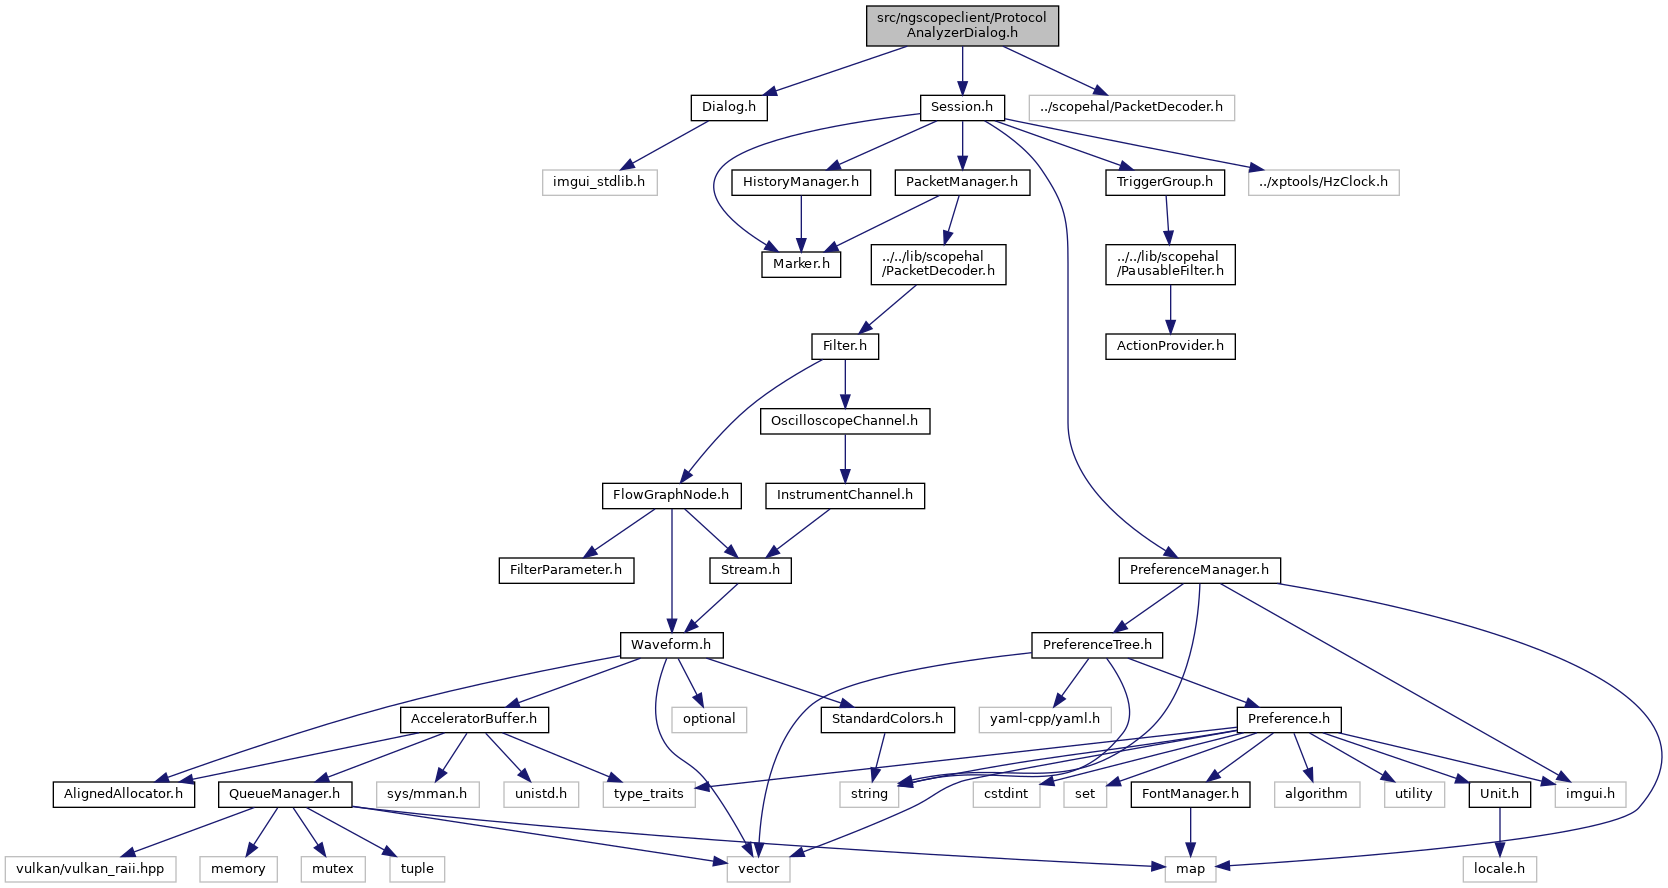 src/ngscopeclient/Protocol
AnalyzerDialog.h
Dialog.h
Session.h
../scopehal/PacketDecoder.h
imgui_stdlib.h
HistoryManager.h
PacketManager.h
TriggerGroup.h
../xptools/HzClock.h
Marker.h
../../lib/scopehal
/PacketDecoder.h
../../lib/scopehal
/PausableFilter.h
Filter.h
ActionProvider.h
OscilloscopeChannel.h
FlowGraphNode.h
InstrumentChannel.h
FilterParameter.h
Stream.h
PreferenceManager.h
Waveform.h
PreferenceTree.h
AcceleratorBuffer.h
optional
StandardColors.h
yaml-cpp/yaml.h
Preference.h
AlignedAllocator.h
QueueManager.h
sys/mman.h
unistd.h
type_traits
string
cstdint
set
FontManager.h
algorithm
utility
Unit.h
imgui.h
vulkan/vulkan_raii.hpp
memory
mutex
tuple
vector
map
locale.h